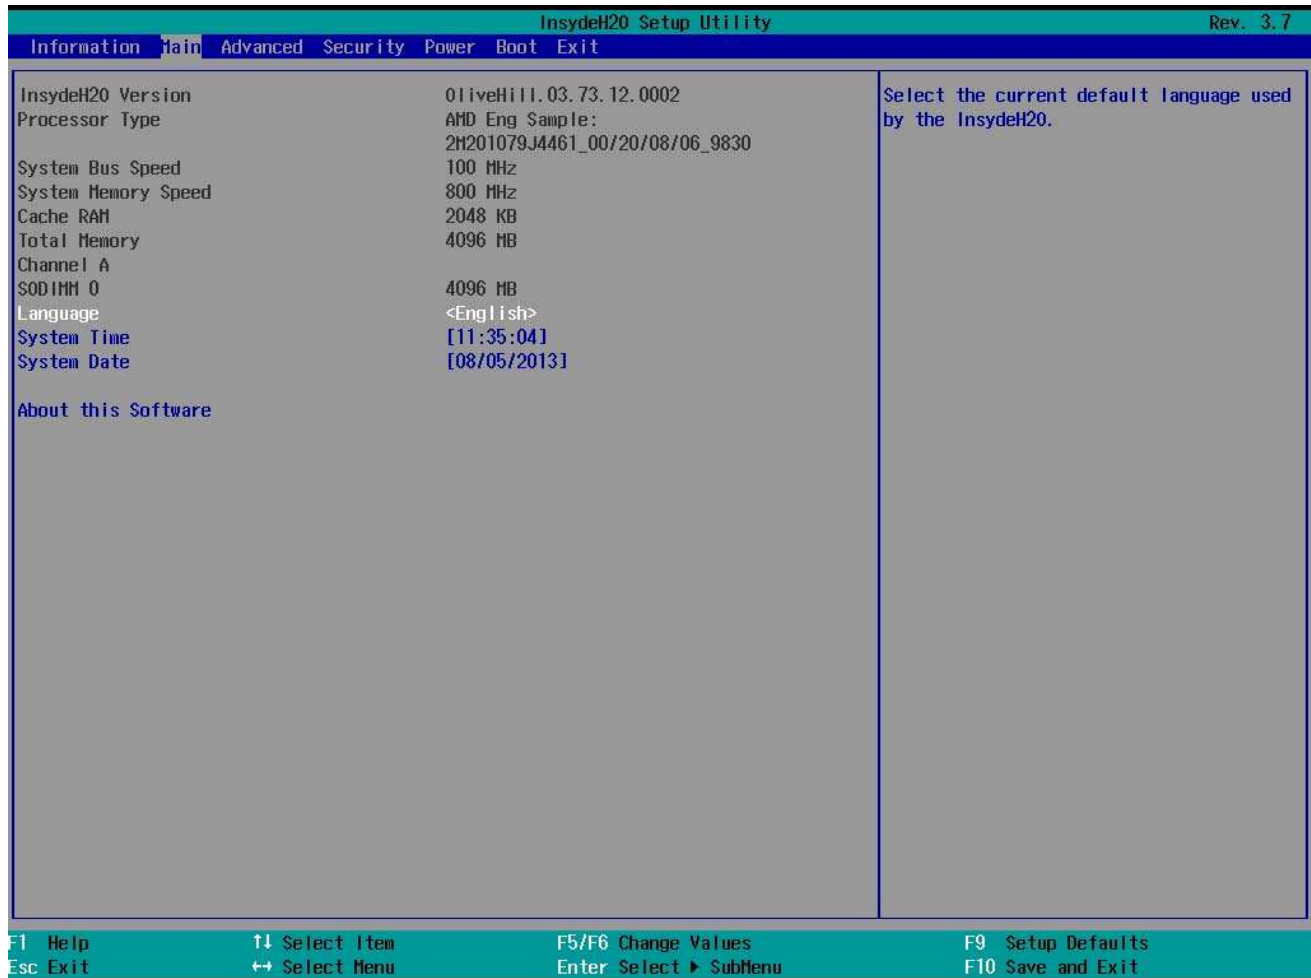 InsydeH2O Setup Utility Rev. 3.7
Information Main Advanced Security Power Boot Exit
InsydeH2O Version OliveHill.03.73.12.0002
Processor Type AMD Eng Sample:
2M201079J4461_00/20/08/06_9830
System Bus Speed 100 MHz
System Memory Speed 800 MHz
Cache RAM 2048 KB
Total Memory 4096 MB
Channel A
SODIMM 0 4096 MB
Language <English>
System Time [11:35:04]
System Date [08/05/2013]
About this Software
Select the current default language used
by the InsydeH2O.
F1 Help ↑↓ Select Item F5/F6 Change Values F9 Setup Defaults
Esc Exit ↔ Select Menu Enter Select ▶ SubMenu F10 Save and Exit